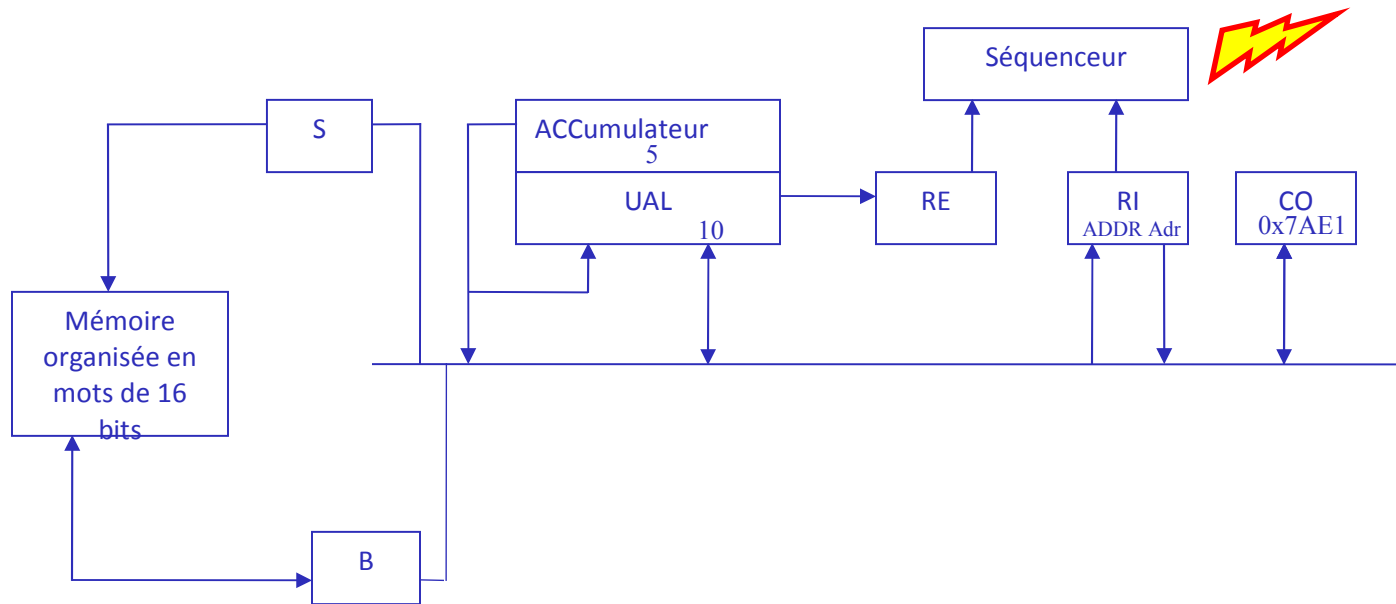 Séquenceur
S
ACCumulateur
5
UAL
10
RE
RI
ADDR Adr
CO
0x7AE1
Mémoire
organisée en
mots de 16
bits
B